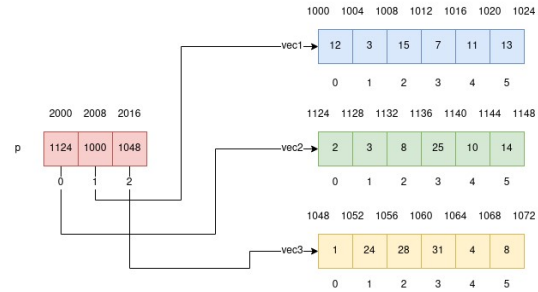 1000 1004 1008 1012 1016 1020 1024
vec1 12 3 15 7 11 13
0 1 2 3 4 5
2000 2008 2016
1124 1128 1132 1136 1140 1144 1148
p 1124 1000 1048
vec2 2 3 8 25 10 14
0 1 2
0 1 2 3 4 5
1048 1052 1056 1060 1064 1068 1072
vec3 1 24 28 31 4 8
0 1 2 3 4 5